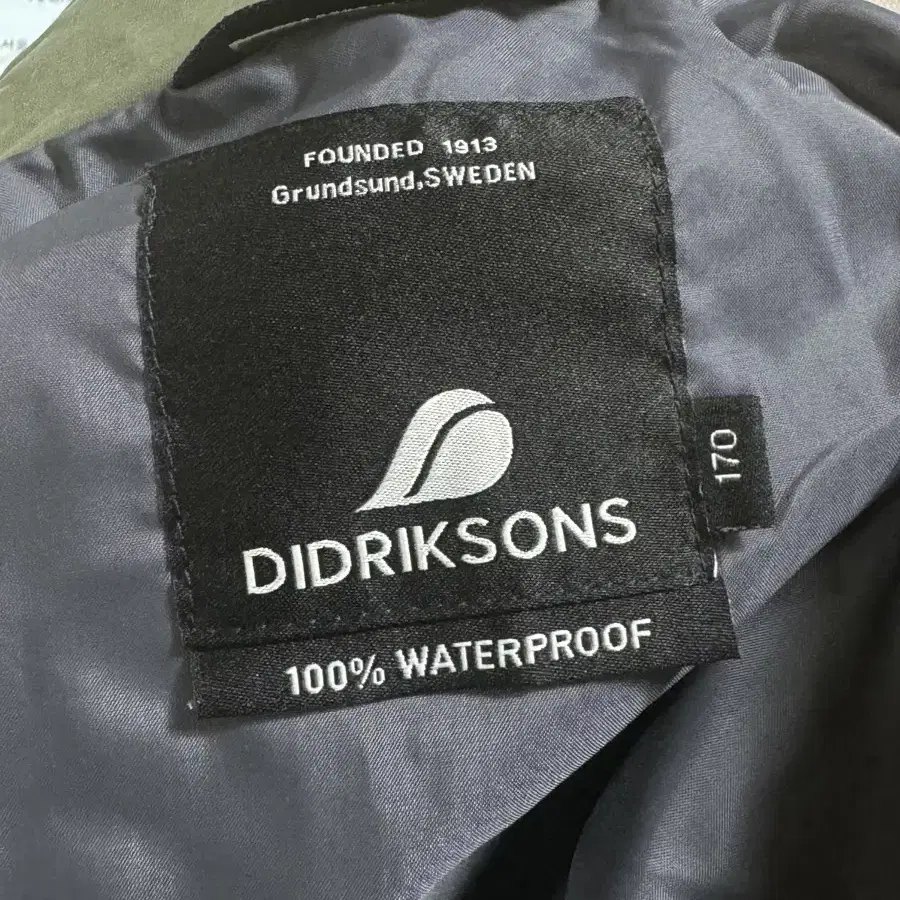 FOUNDED 1913
Grundsund,SWEDEN
DIDRIKSONS
170
100% WATERPROOF